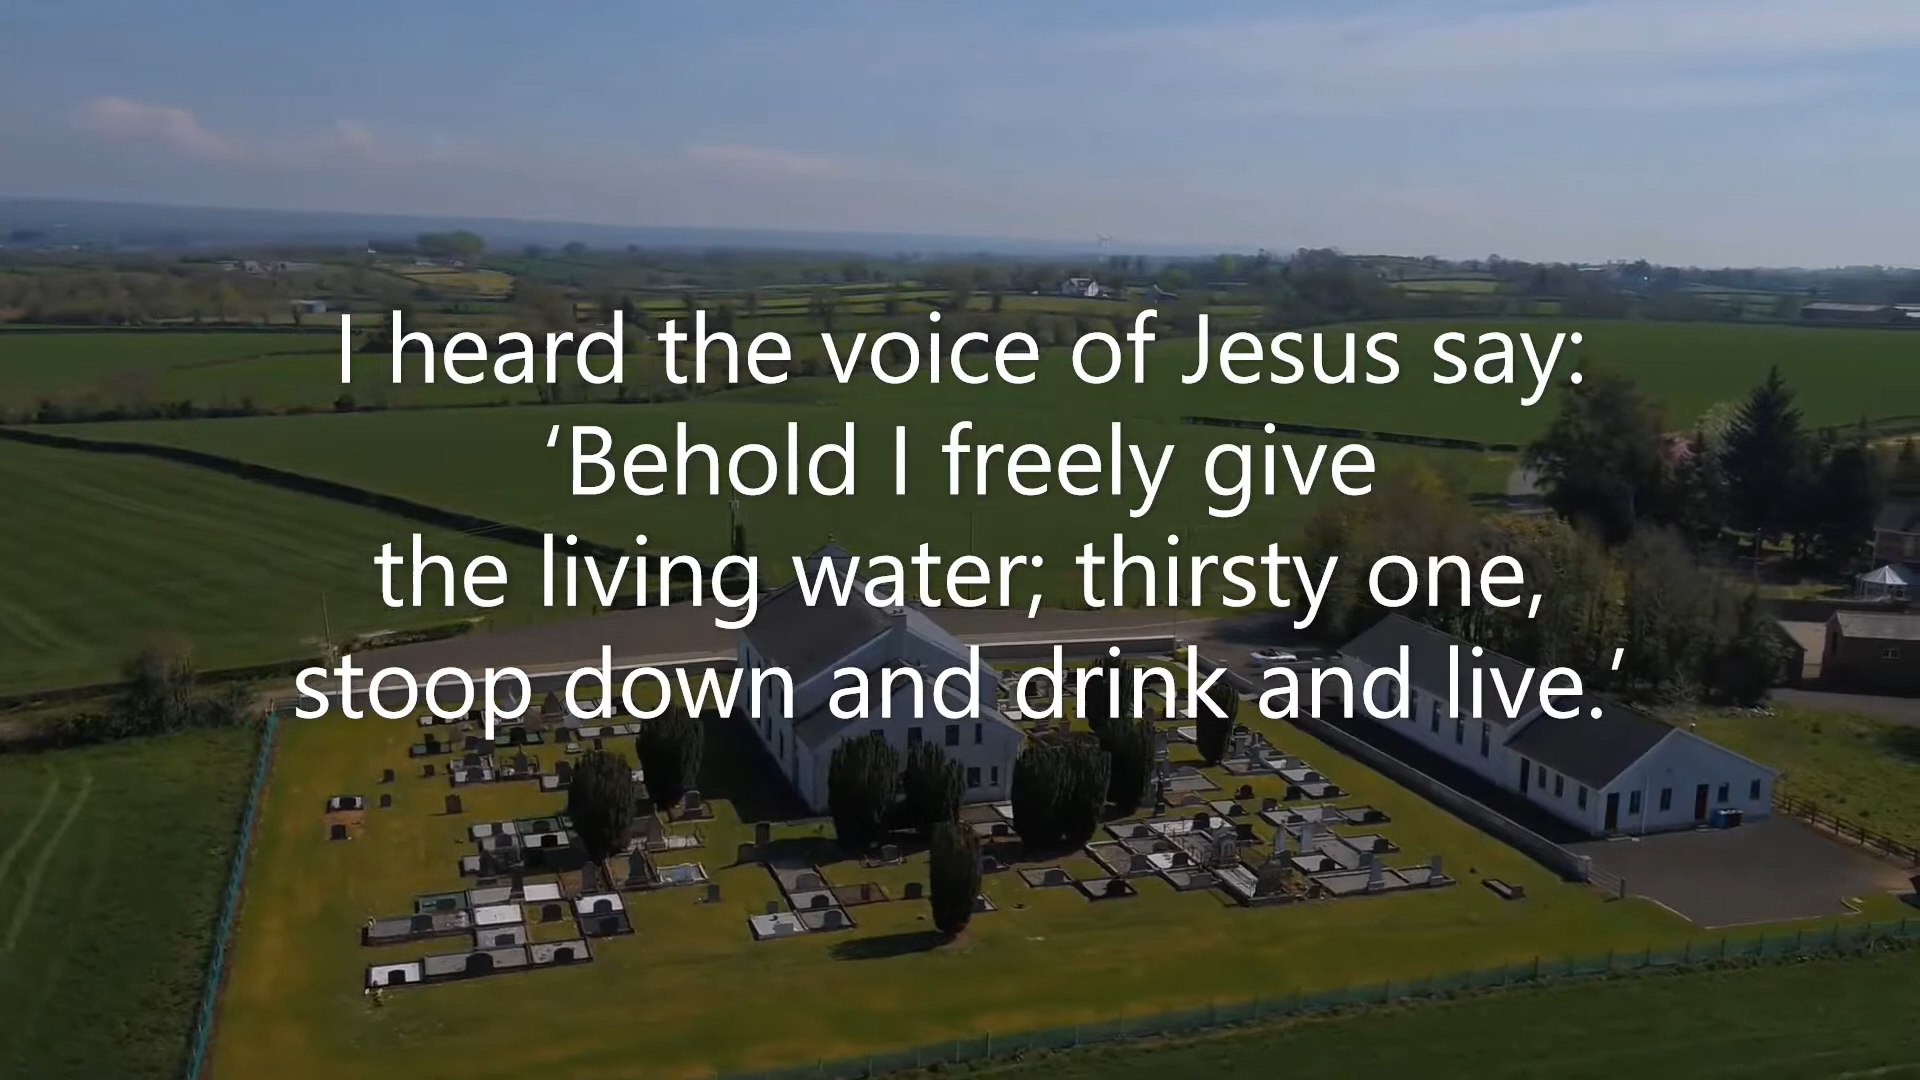 I heard the voice of Jesus say:
‘Behold I freely give
the living water; thirsty one,
stoop down and drink and live.’